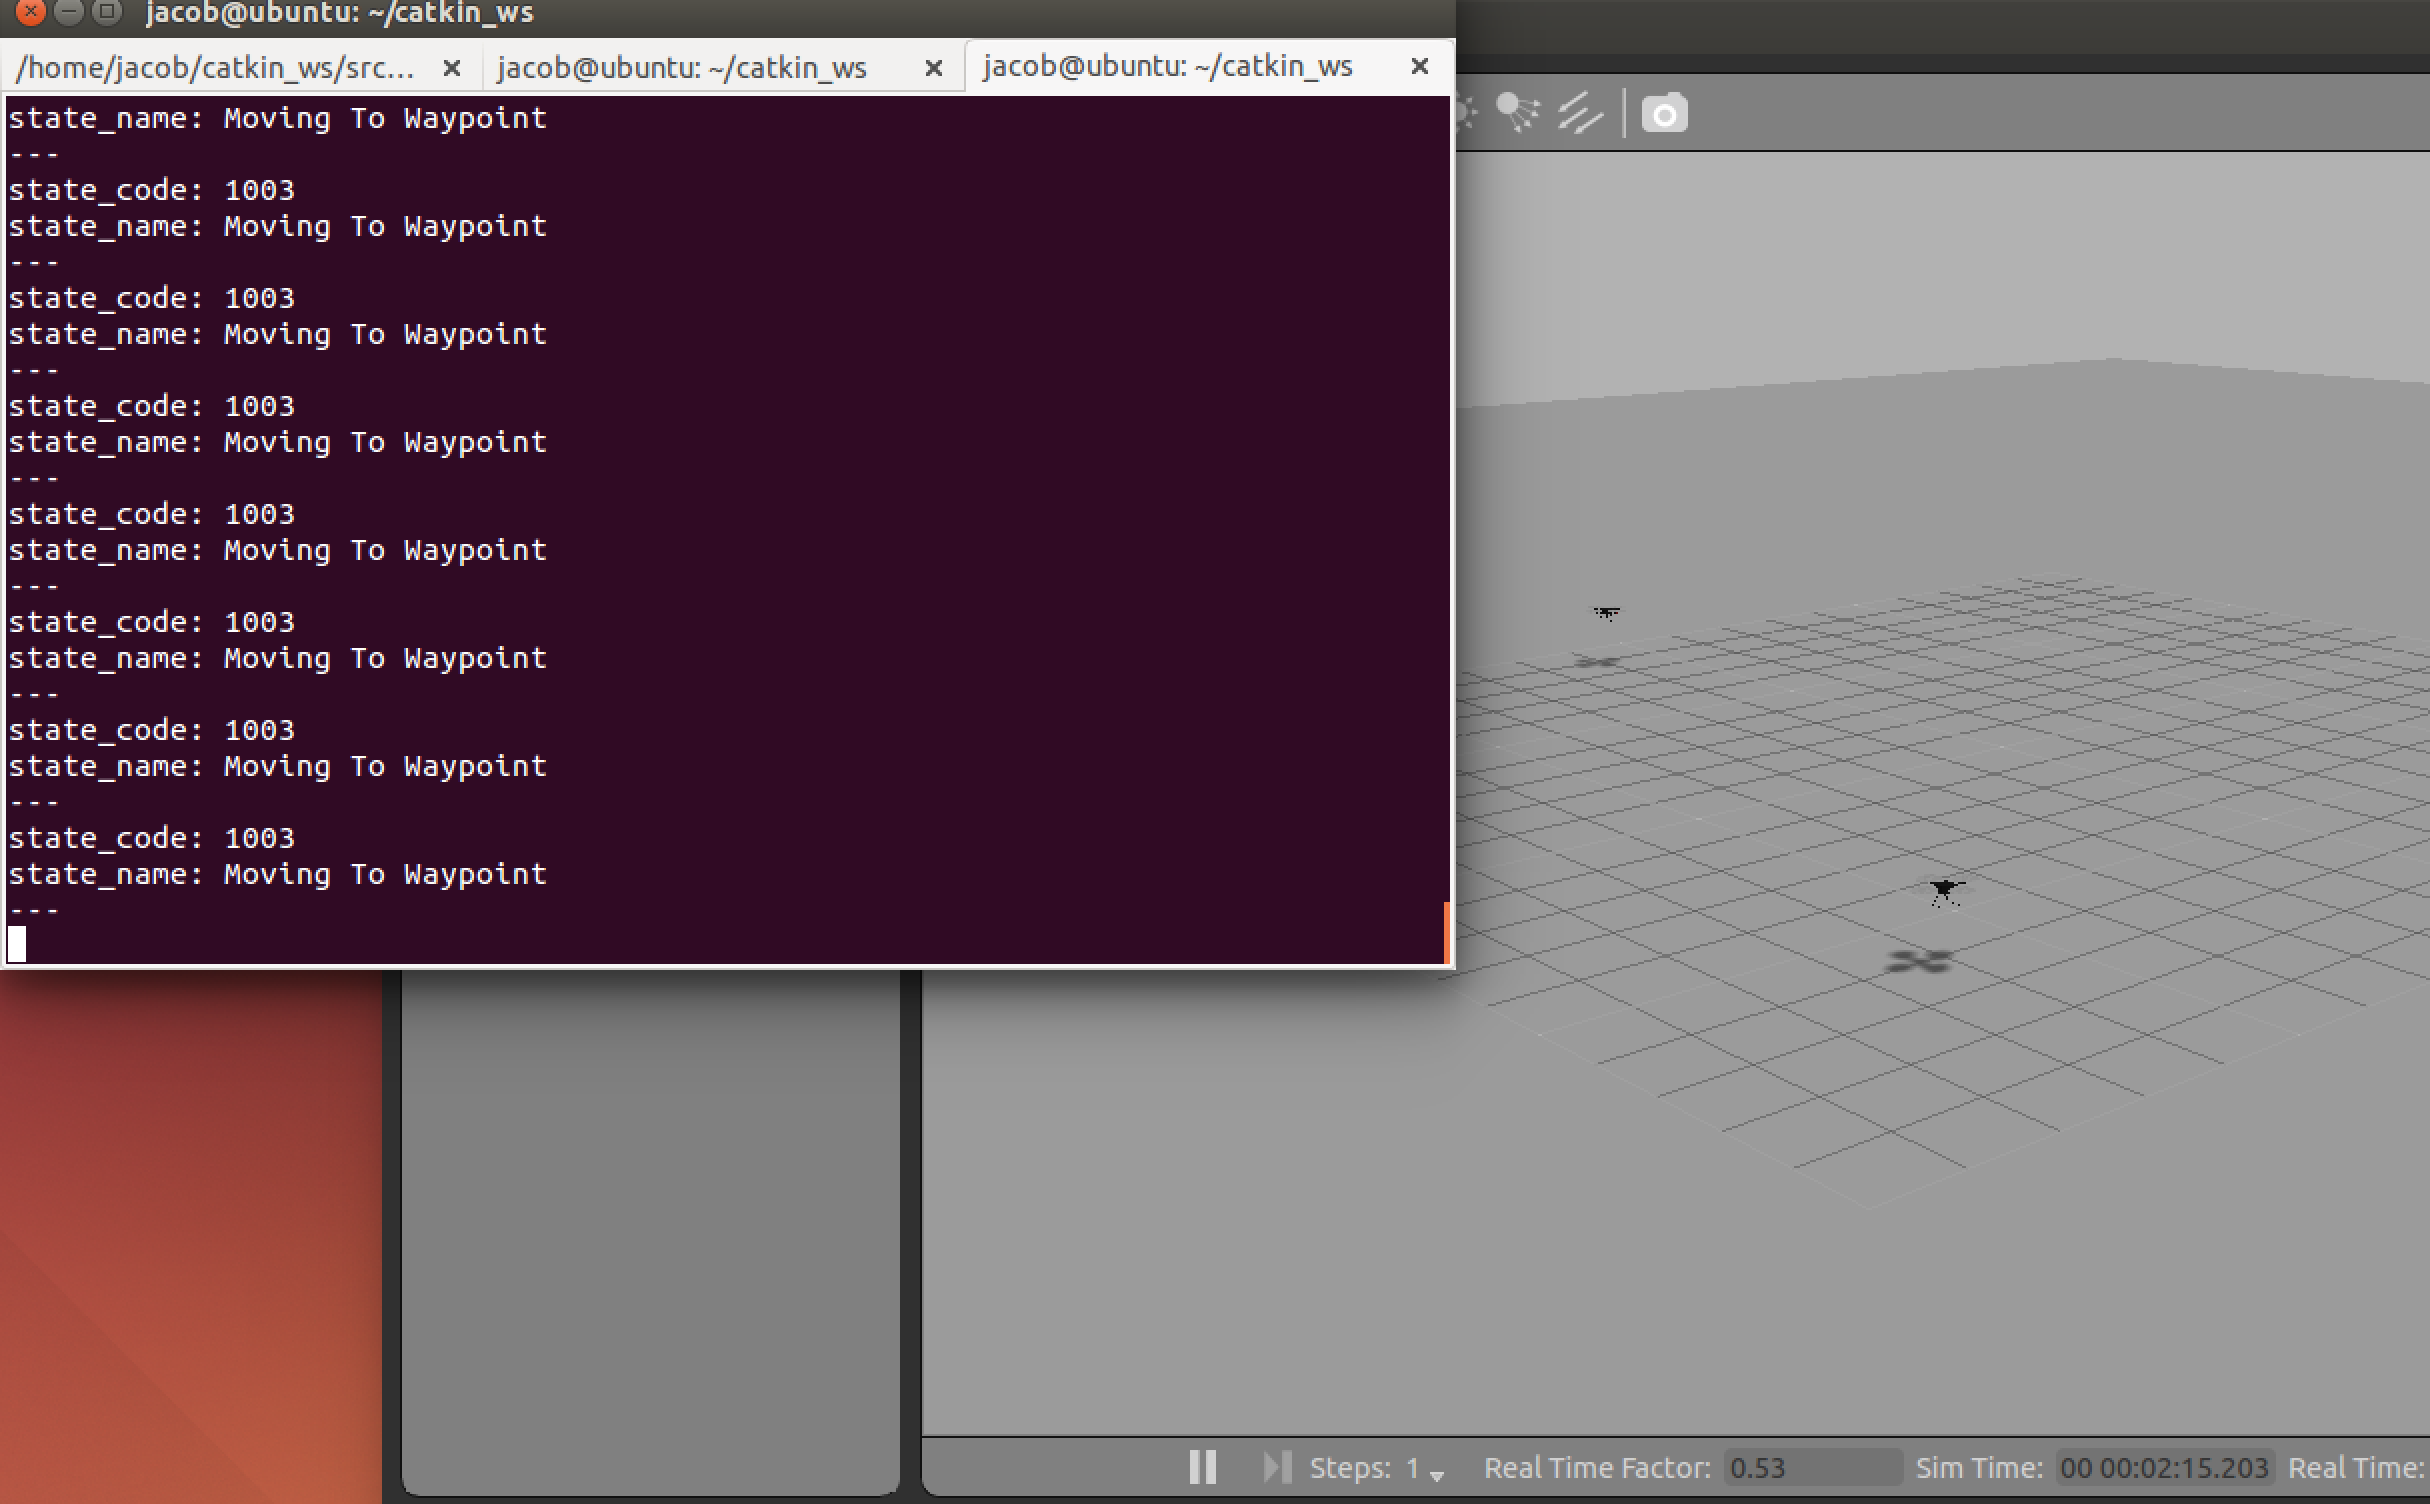 jacob@ubuntu: ~/catkin_ws
/home/jacob/catkin_ws/src... × jacob@ubuntu: ~/catkin_ws × jacob@ubuntu: ~/catkin_ws ×
state_name: Moving To Waypoint
---
state_code: 1003
state_name: Moving To Waypoint
---
state_code: 1003
state_name: Moving To Waypoint
---
state_code: 1003
state_name: Moving To Waypoint
---
state_code: 1003
state_name: Moving To Waypoint
---
state_code: 1003
state_name: Moving To Waypoint
---
state_code: 1003
state_name: Moving To Waypoint
---
state_code: 1003
state_name: Moving To Waypoint
---
Steps: 1 Real Time Factor: 0.53 Sim Time: 00 00:02:15.203 Real Time: